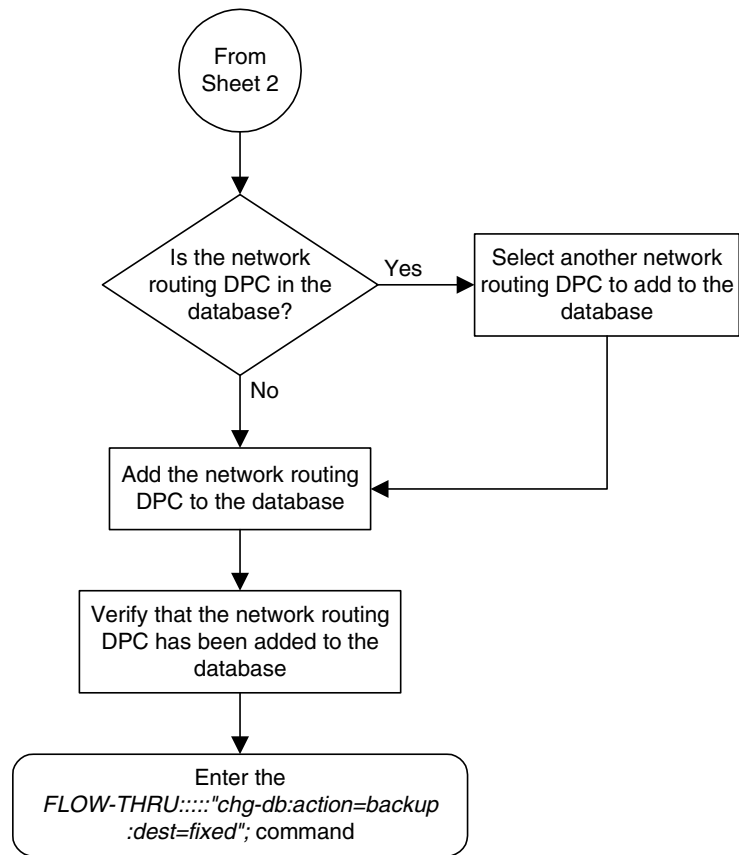 From
Sheet 2
Is the network
routing DPC in the
database?
Yes
Select another network
routing DPC to add to the
database
No
Add the network routing
DPC to the database
Verify that the network routing
DPC has been added to the
database
Enter the
FLOW-THRU:::::"chg-db:action=backup
:dest=fixed"; command